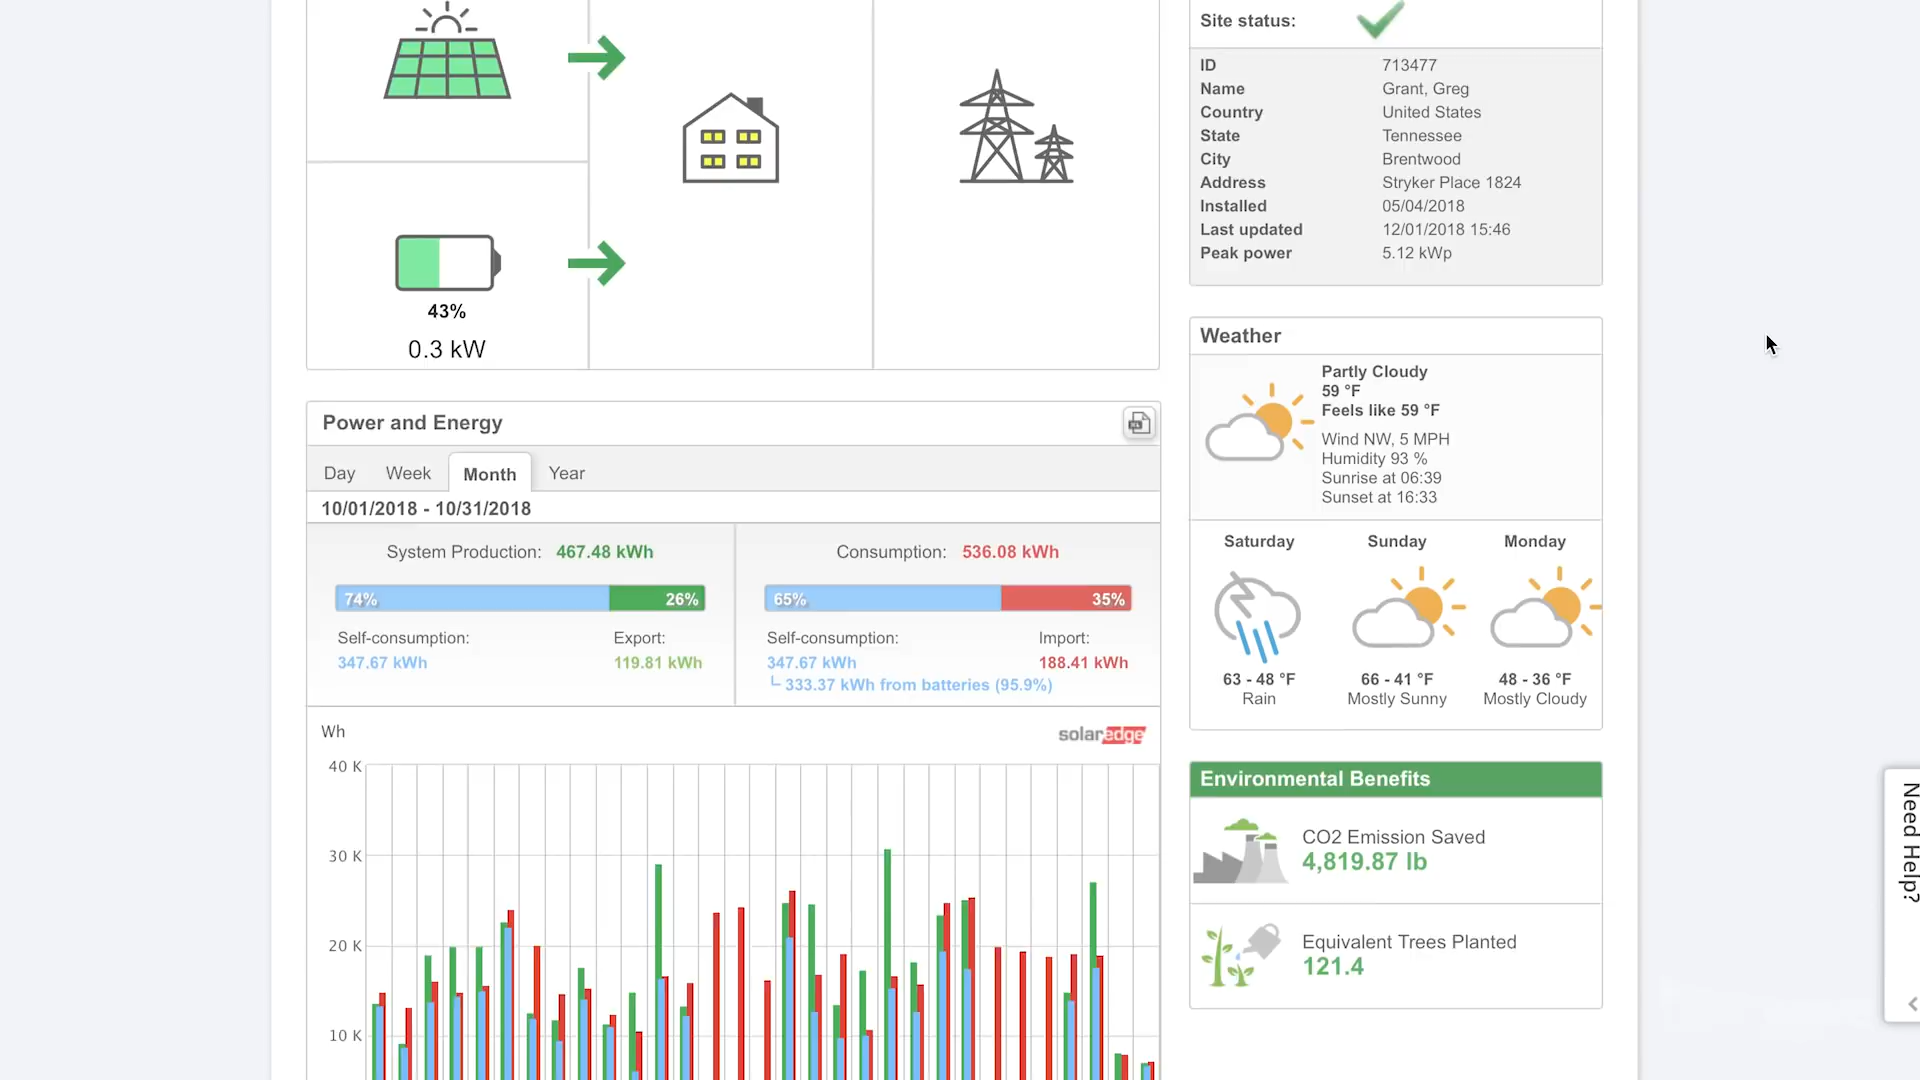 Site status:
ID 713477
Name Grant, Greg
Country United States
State Tennessee
City Brentwood
Address Stryker Place 1824
Installed 05/04/2018
Last updated 12/01/2018 15:46
Peak power 5.12 kWp
43%
0.3 kW
Power and Energy
Day Week Month Year
10/01/2018 - 10/31/2018
System Production: 467.48 kWh
74% 26%
Self-consumption: Export:
347.67 kWh 119.81 kWh
Consumption: 536.08 kWh
65% 35%
Self-consumption: Import:
347.67 kWh 188.41 kWh
333.37 kWh from batteries (95.9%)
Wh
solaredge
40 K
30 K
20 K
10 K
Weather
Partly Cloudy
59 °F
Feels like 59 °F
Wind NW, 5 MPH
Humidity 93 %
Sunrise at 06:39
Sunset at 16:33
Saturday Sunday Monday
63 - 48 °F 66 - 41 °F 48 - 36 °F
Rain Mostly Sunny Mostly Cloudy
Environmental Benefits
CO2 Emission Saved
4,819.87 lb
Equivalent Trees Planted
121.4
Need Help?